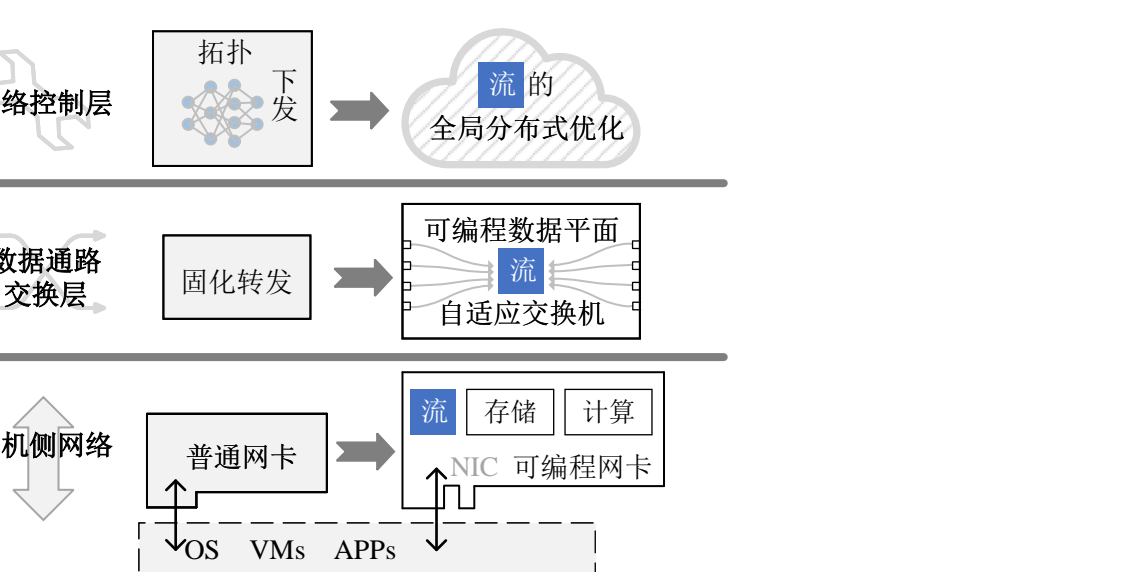 拓扑
下发
络控制层
流的
全局分布式优化
数据通路
交换层
固化转发
可编程数据平面
流
自适应交换机
机侧网络
普通网卡
流 存储 计算
NIC 可编程网卡
OS VMs APPs